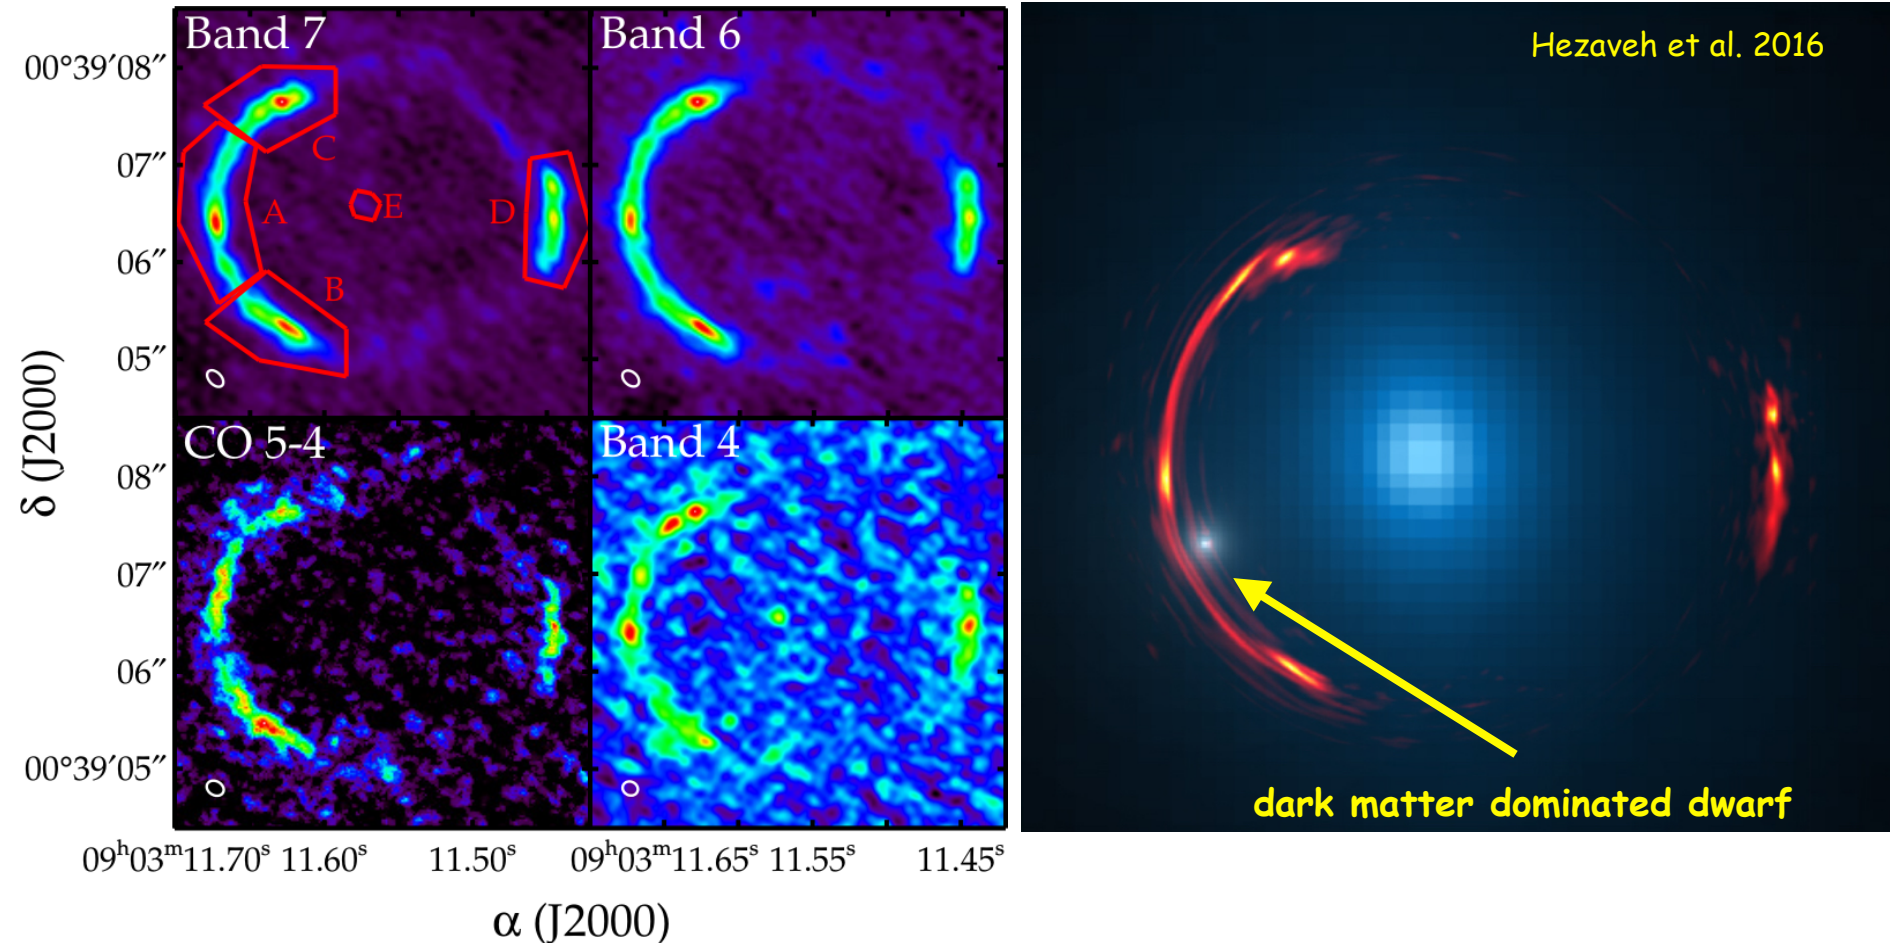 Band 7
Band 6
Hezaveh et al. 2016
00°39′08″
07″
06″
05″
C
A
E
D
B
δ (J2000)
CO 5-4
Band 4
08″
07″
06″
00°39′05″
dark matter dominated dwarf
09ʰ03ᵐ11.70ˢ 11.60ˢ 11.50ˢ 09ʰ03ᵐ11.65ˢ 11.55ˢ 11.45ˢ
α (J2000)